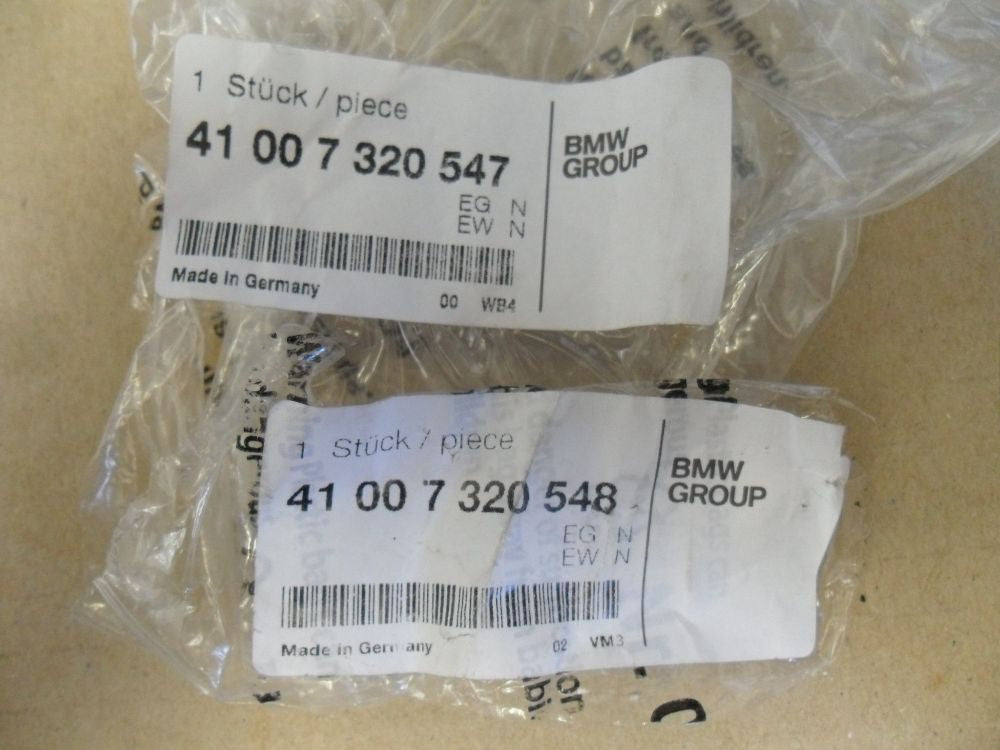 1 Stück / piece
41 00 7 320 547
EG N
EW N
Made in Germany
00 WB4
BMW
GROUP
1 Stück / piece
41 00 7 320 548
EG N
EW N
Made in Germany
02 VM3
BMW
GROUP